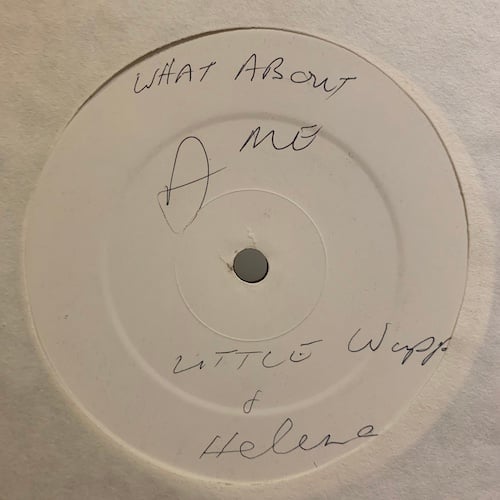 WHAT ABOUT
A ME
LITTLE Wupp
&
Helene